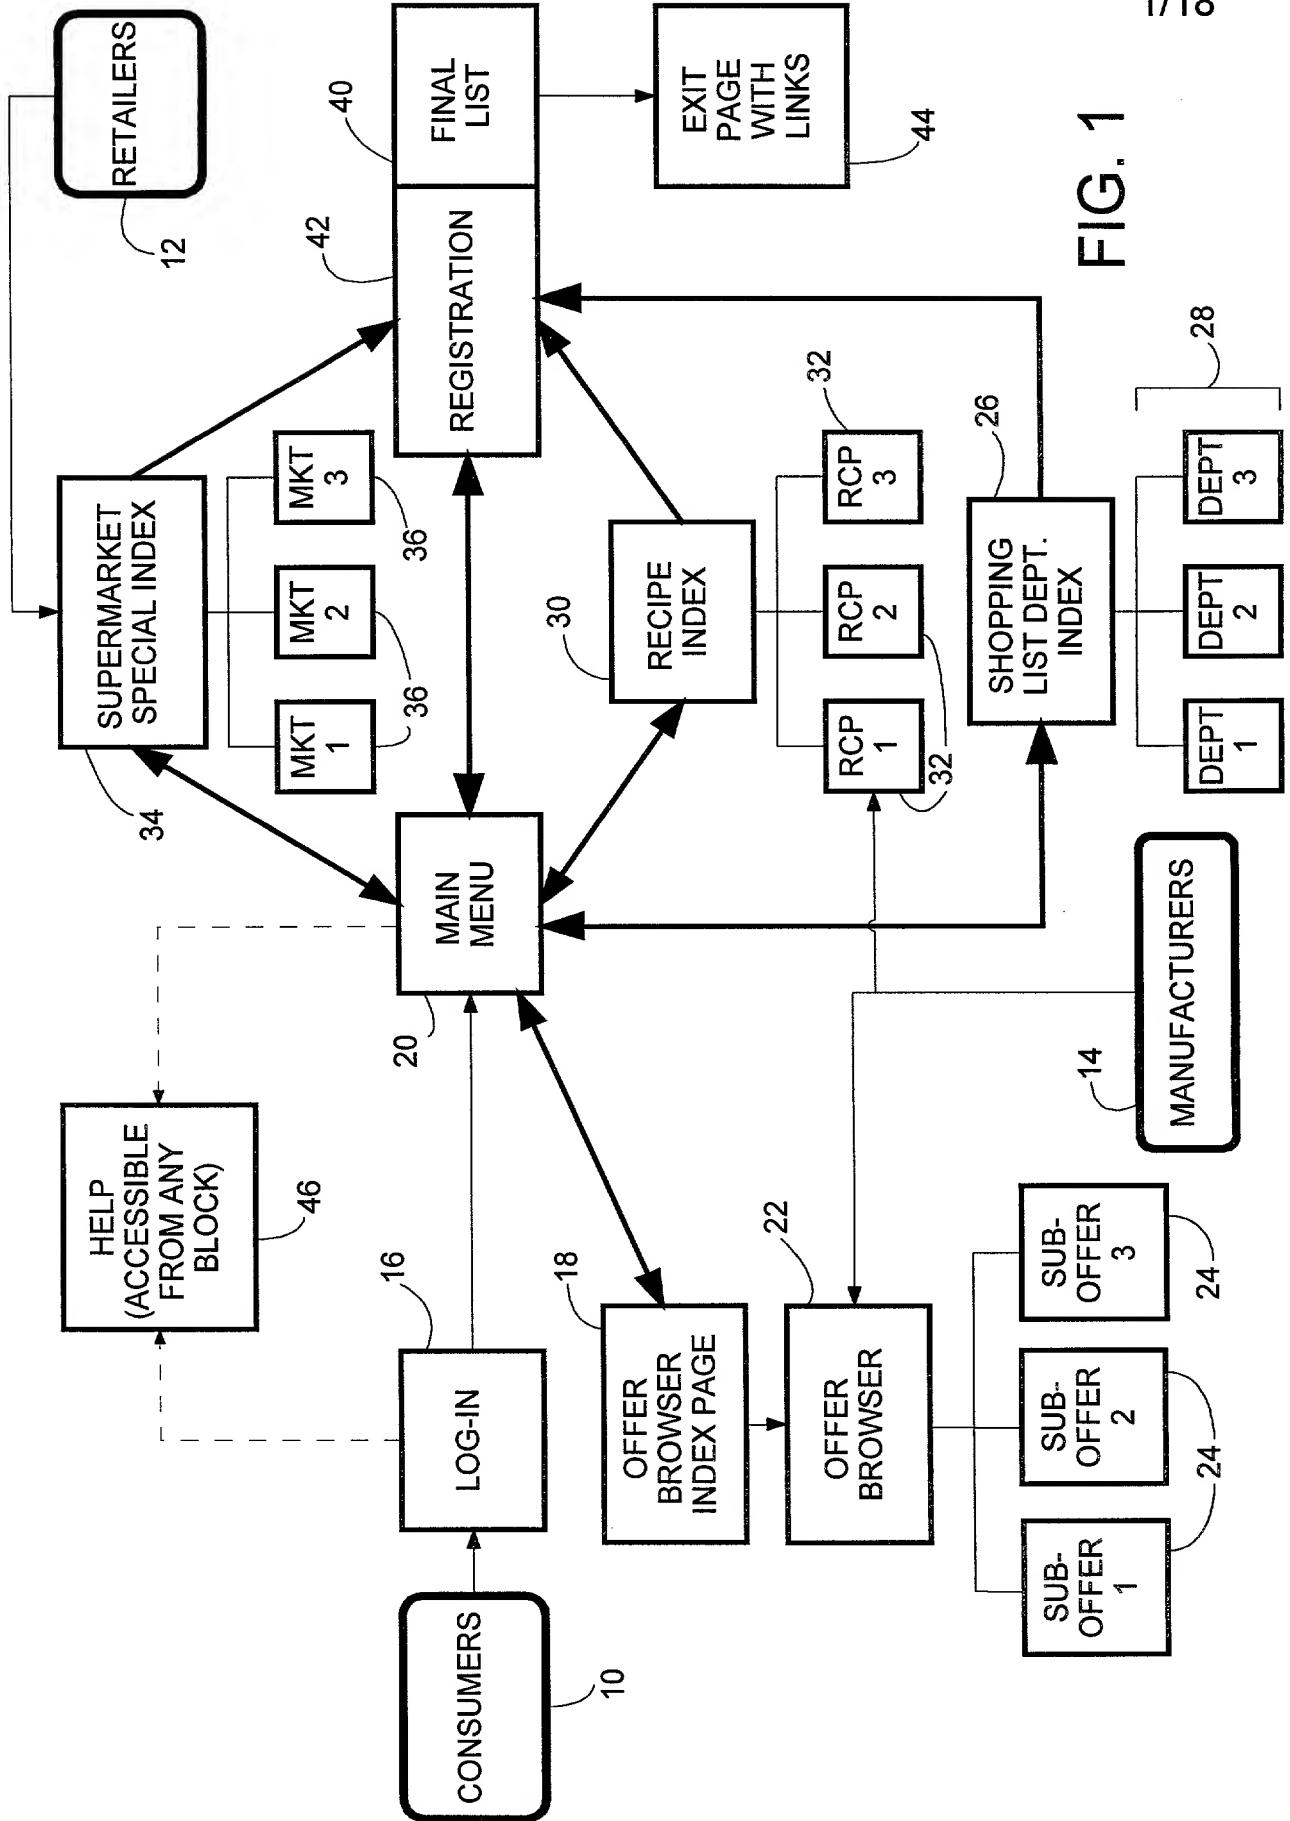 1/18
RETAILERS
12
SUPERMARKET
SPECIAL INDEX
34
MKT
1
MKT
2
MKT
3
36
36
HELP
(ACCESSIBLE
FROM ANY
BLOCK)
46
CONSUMERS
10
LOG-IN
16
MAIN
MENU
20
REGISTRATION
42
FINAL
LIST
40
EXIT
PAGE
WITH
LINKS
44
OFFER
BROWSER
INDEX PAGE
18
OFFER
BROWSER
22
SUB-
OFFER
1
SUB-
OFFER
2
SUB-
OFFER
3
24
24
RECIPE
INDEX
30
RCP
1
RCP
2
RCP
3
32
32
SHOPPING
LIST DEPT.
INDEX
26
DEPT
1
DEPT
2
DEPT
3
28
MANUFACTURERS
14
FIG. 1